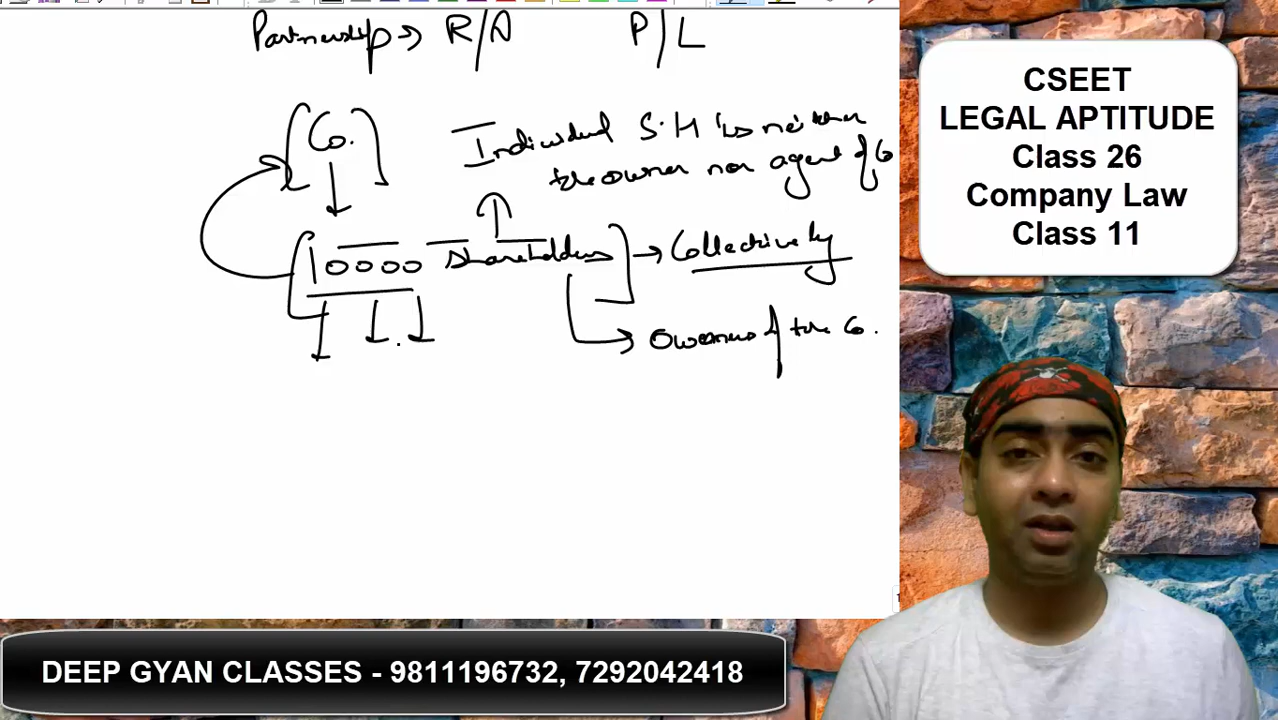 Partnership → R/A P/L
[Co.]
Individual S.H is neither
the owner nor agent of Co
[10000 shareholders] → Collectively
Owners of the Co.
CSEET
LEGAL APTITUDE
Class 26
Company Law
Class 11
DEEP GYAN CLASSES - 9811196732, 7292042418